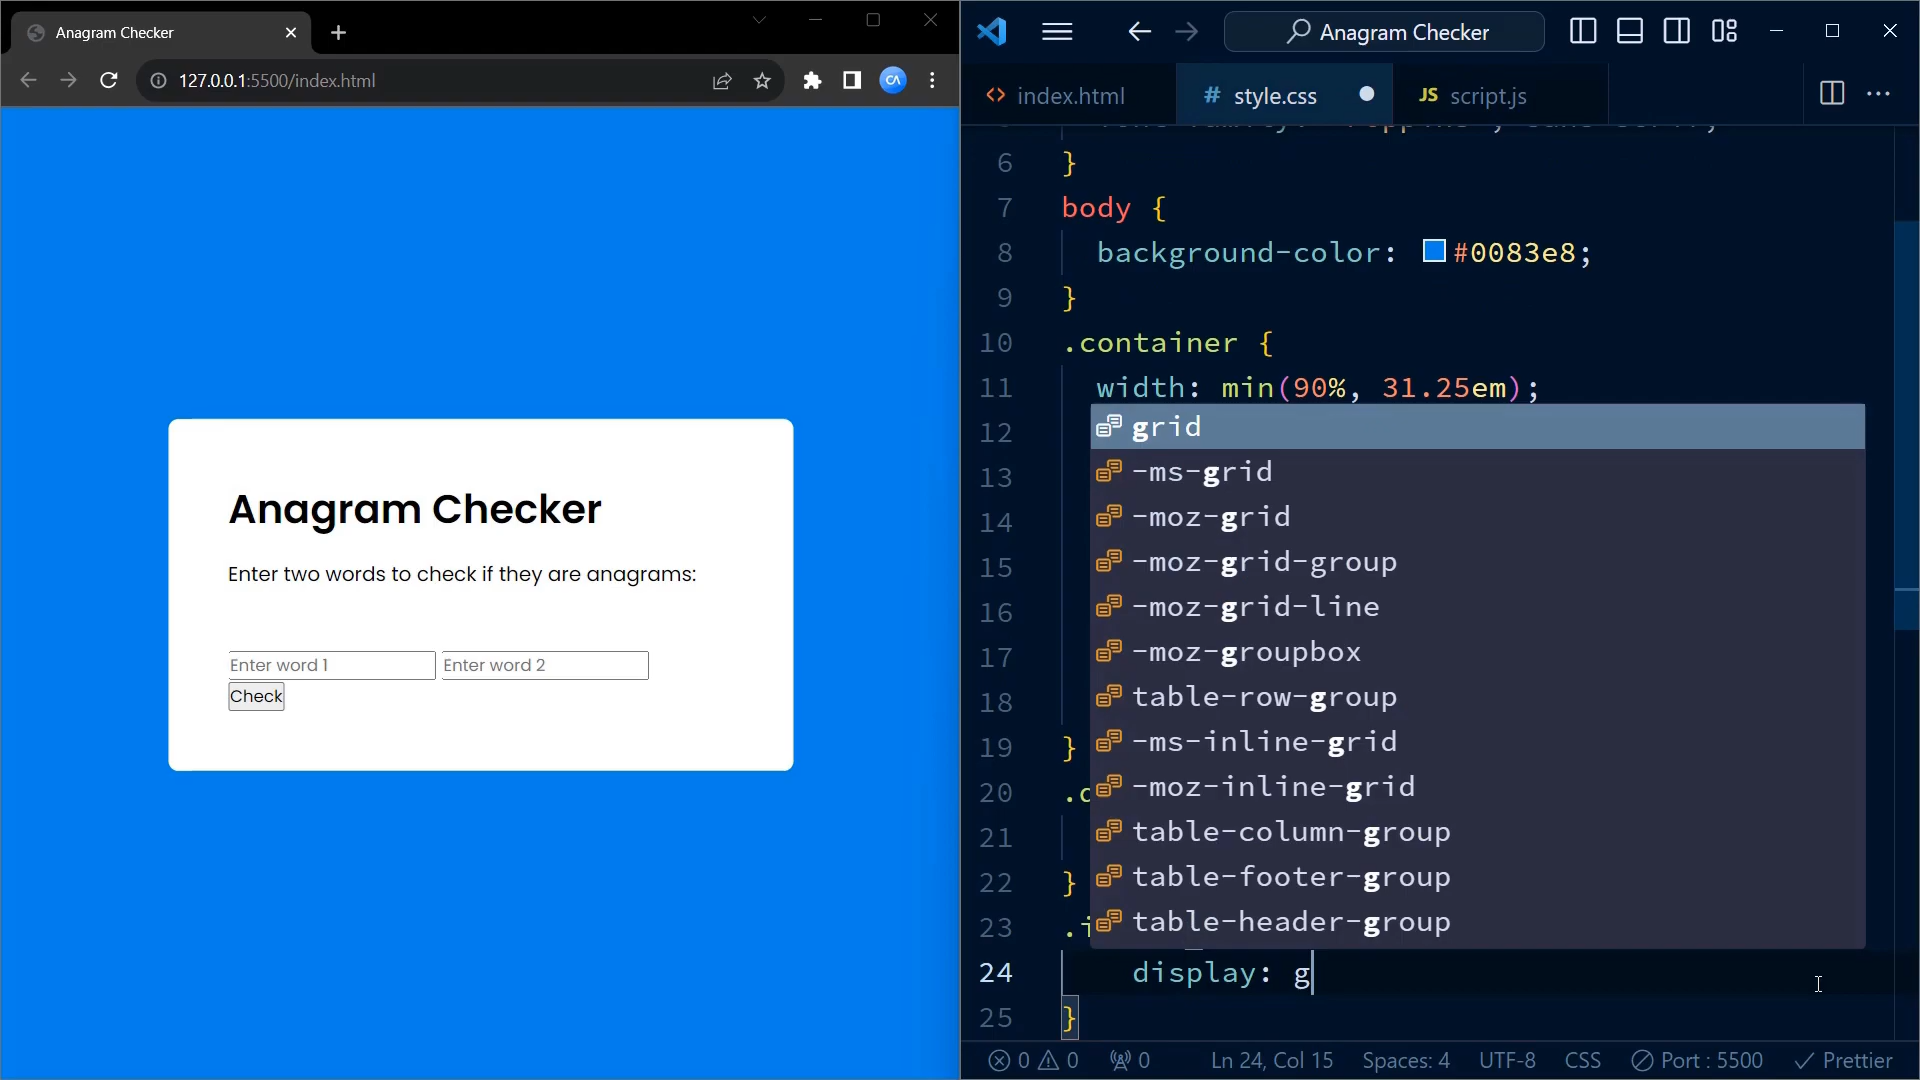 Anagram Checker
127.0.0.1:5500/index.html
CA
Anagram Checker
Enter two words to check if they are anagrams:
Enter word 1 Enter word 2
Check
Anagram Checker
<> index.html
# style.css
JS script.js
6 }
7 body {
8 background-color: #0083e8;
9 }
10 .container {
11 width: min(90%, 31.25em);
12
13
14
15
16
17
18
19 }
20 .c
21
22 }
23 .i
grid
-ms-grid
-moz-grid
-moz-grid-group
-moz-grid-line
-moz-groupbox
table-row-group
-ms-inline-grid
-moz-inline-grid
table-column-group
table-footer-group
table-header-group
24 display: g
25 }
0 0 0 Ln 24, Col 15 Spaces: 4 UTF-8 CSS Port : 5500 Prettier